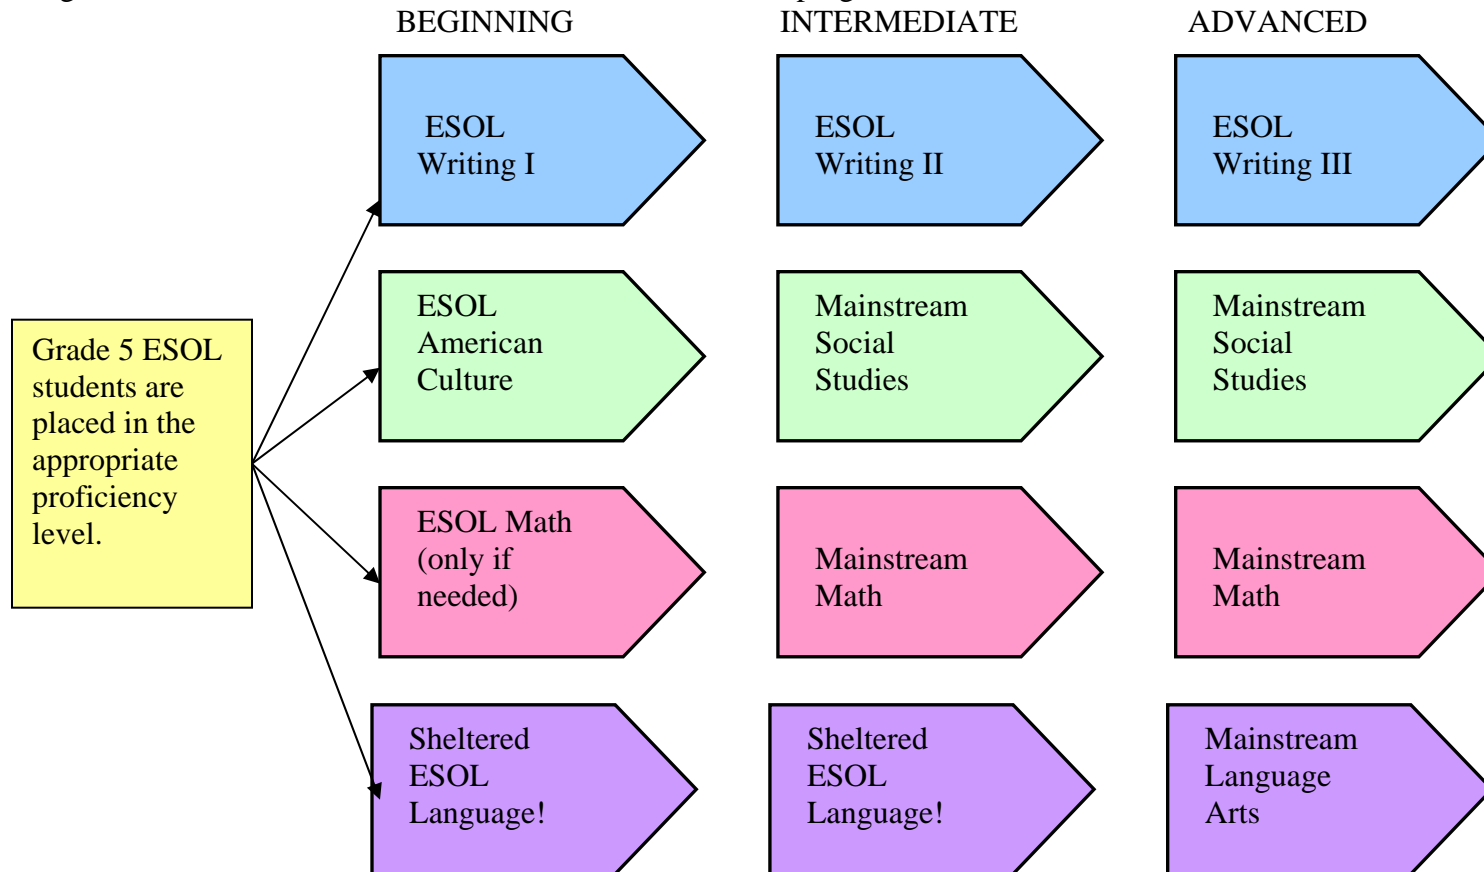 BEGINNING INTERMEDIATE ADVANCED
ESOL
Writing I
ESOL
Writing II
ESOL
Writing III
ESOL
American
Culture
Mainstream
Social
Studies
Mainstream
Social
Studies
Grade 5 ESOL
students are
placed in the
appropriate
proficiency
level.
ESOL Math
(only if
needed)
Mainstream
Math
Mainstream
Math
Sheltered
ESOL
Language!
Sheltered
ESOL
Language!
Mainstream
Language
Arts